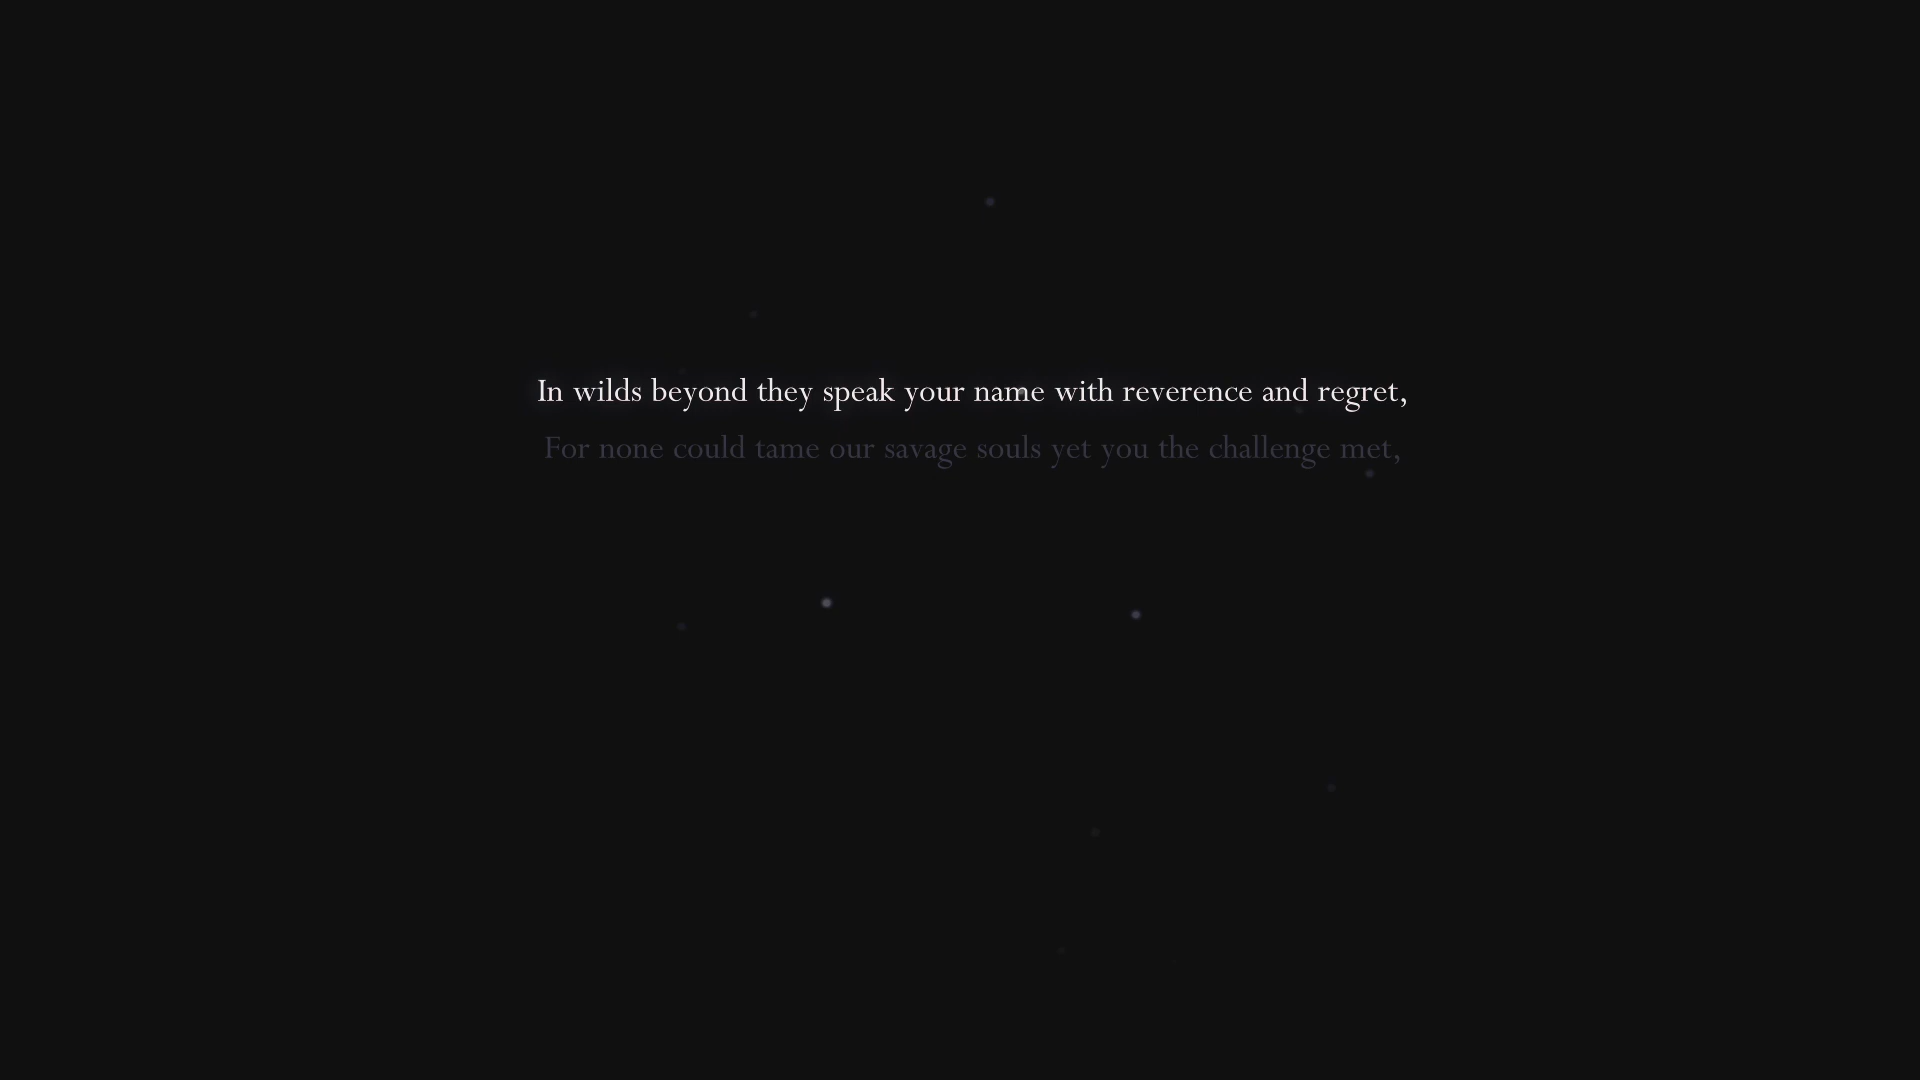 In wilds beyond they speak your name with reverence and regret,
For none could tame our savage souls yet you the challenge met,